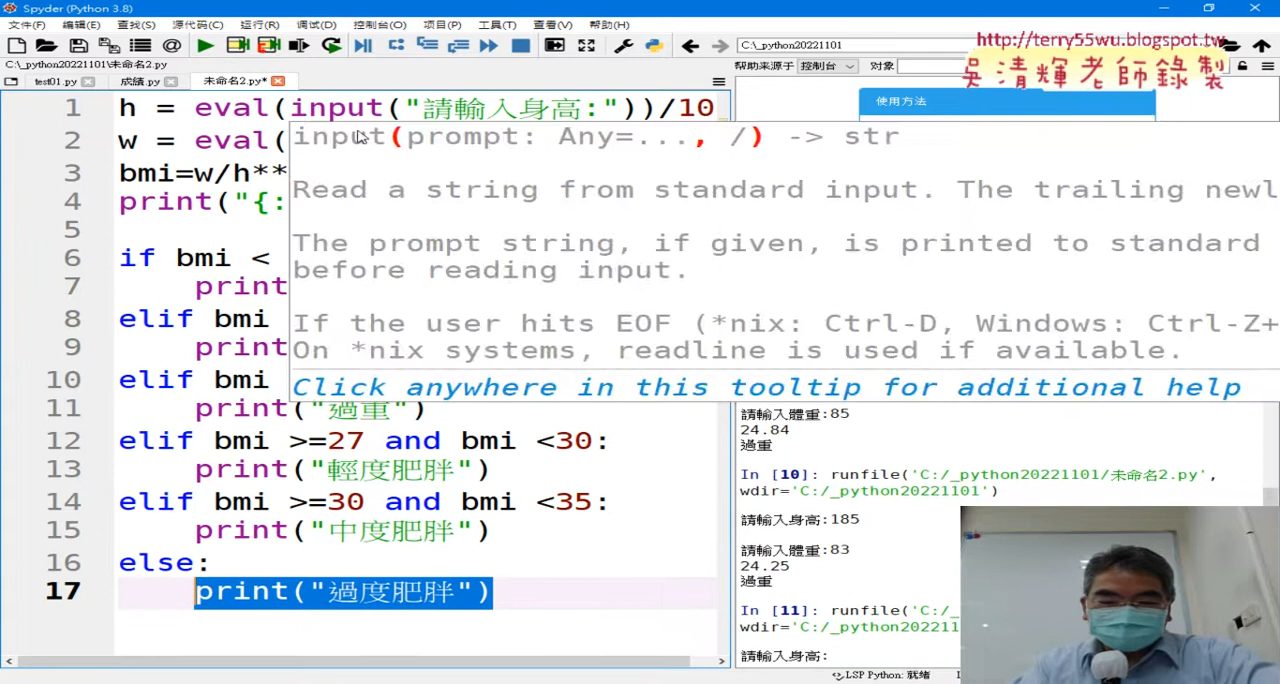 Spyder (Python 3.8)
文件(F) 编辑(E) 查找(S) 源代码(C) 运行(R) 调试(D) 控制台(O) 项目(P) 工具(T) 查看(V) 帮助(H)
C:\_python20221101
http://terry55wu.blogspot.tw
吳清輝老師錄製
C:\_python20221101\未命名2.py
帮助来源于 控制台 对象
test01.py 成績.py 未命名2.py*
使用方法
1 h = eval(input("請輸入身高:"))/10
2 w = eval(
3 bmi=w/h**
4 print("{:
5
6 if bmi <
7 print
8 elif bmi
9 print
10 elif bmi
11 print("過重")
12 elif bmi >=27 and bmi <30:
13 print("輕度肥胖")
14 elif bmi >=30 and bmi <35:
15 print("中度肥胖")
16 else:
17 print("過度肥胖")
input(prompt: Any=..., /) -> str
Read a string from standard input. The trailing newl
The prompt string, if given, is printed to standard
before reading input.
If the user hits EOF (*nix: Ctrl-D, Windows: Ctrl-Z+
On *nix systems, readline is used if available.
Click anywhere in this tooltip for additional help
請輸入體重:85
24.84
過重
In [10]: runfile('C:/_python20221101/未命名2.py',
wdir='C:/_python20221101')
請輸入身高:185
請輸入體重:83
24.25
過重
In [11]: runfile('C:/_
wdir='C:/_python202211
請輸入身高:
LSP Python: 就绪